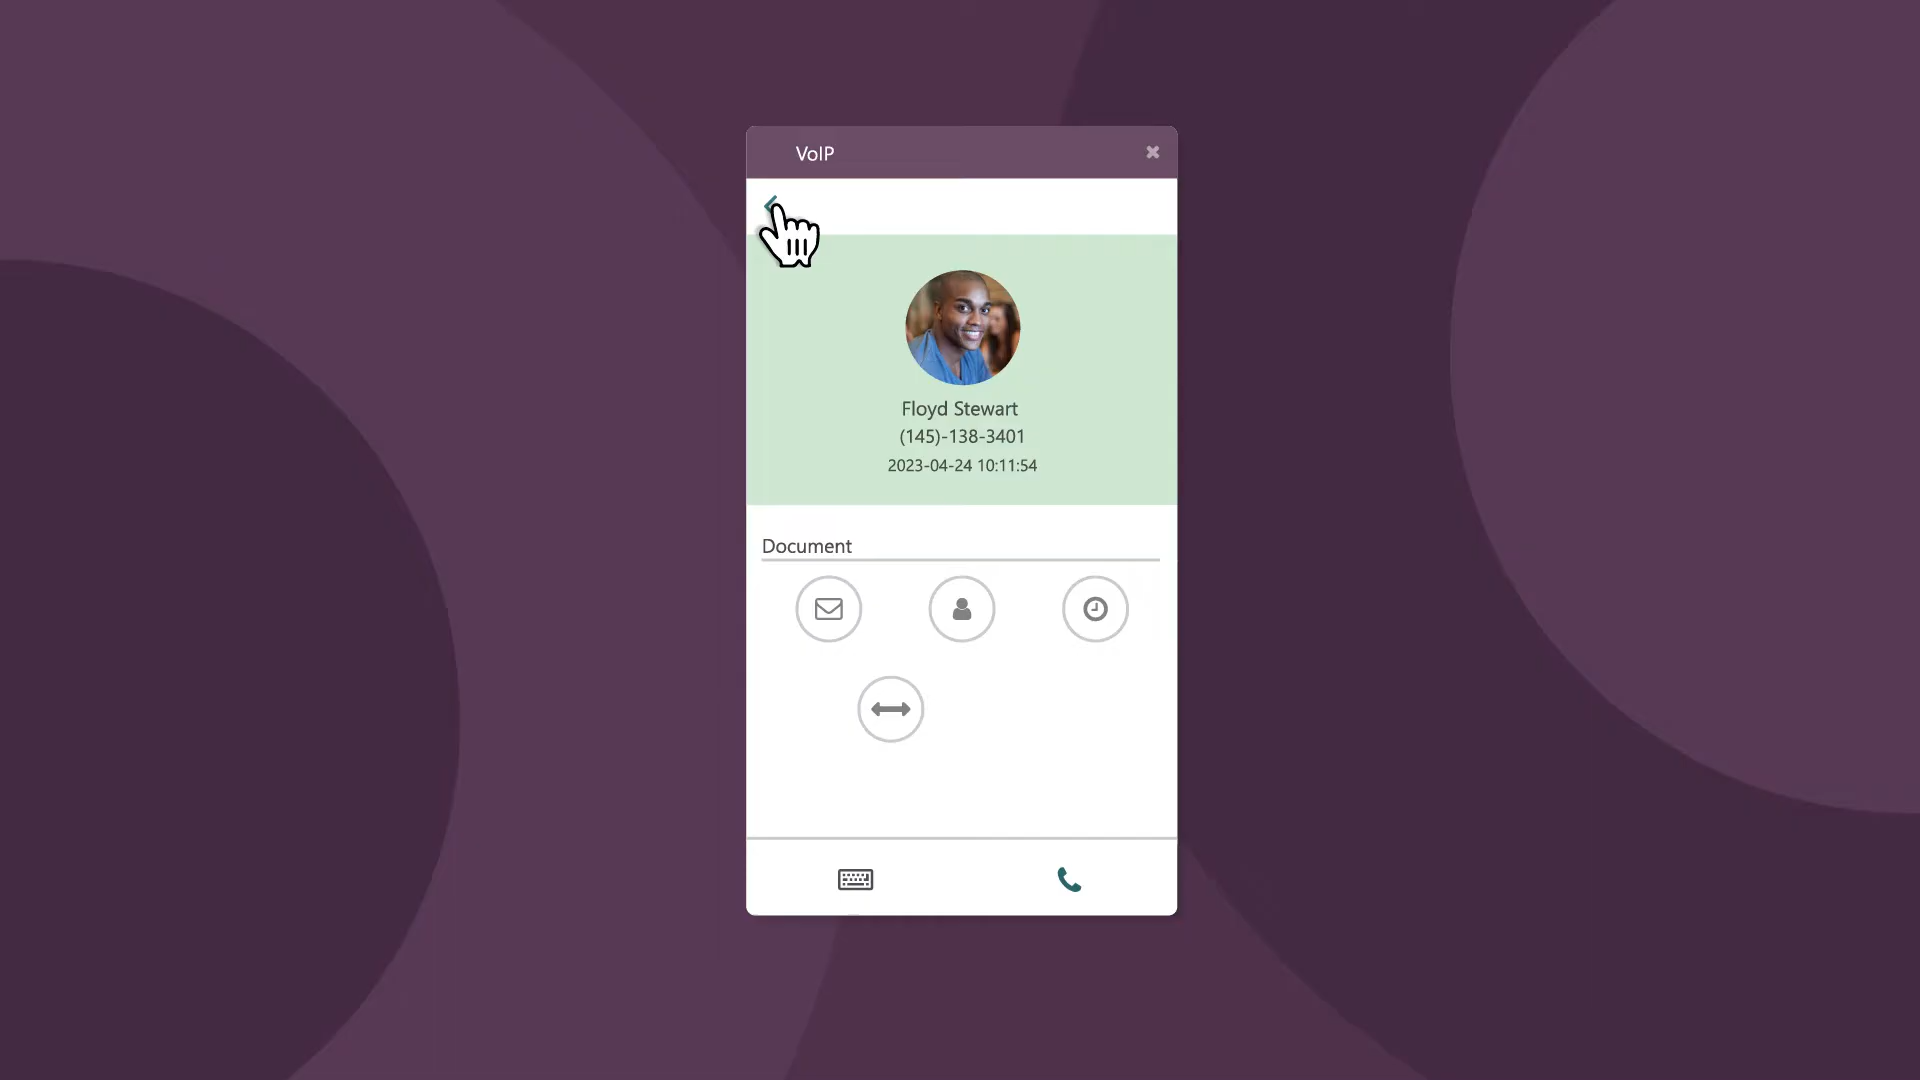 VoIP
Floyd Stewart
(145)-138-3401
2023-04-24 10:11:54
Document